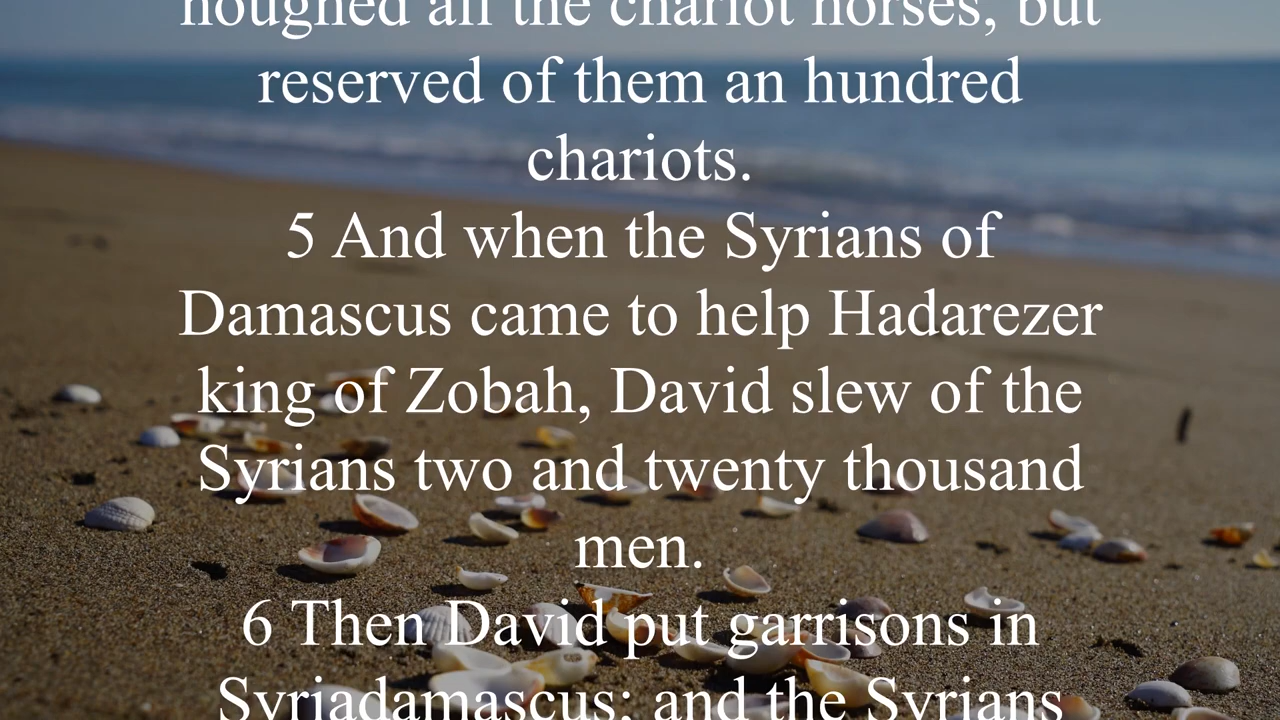 houghed all the chariot horses, but
reserved of them an hundred
chariots.
5 And when the Syrians of
Damascus came to help Hadarezer
king of Zobah, David slew of the
Syrians two and twenty thousand
men.
6 Then David put garrisons in
Syriadamascus; and the Syrians